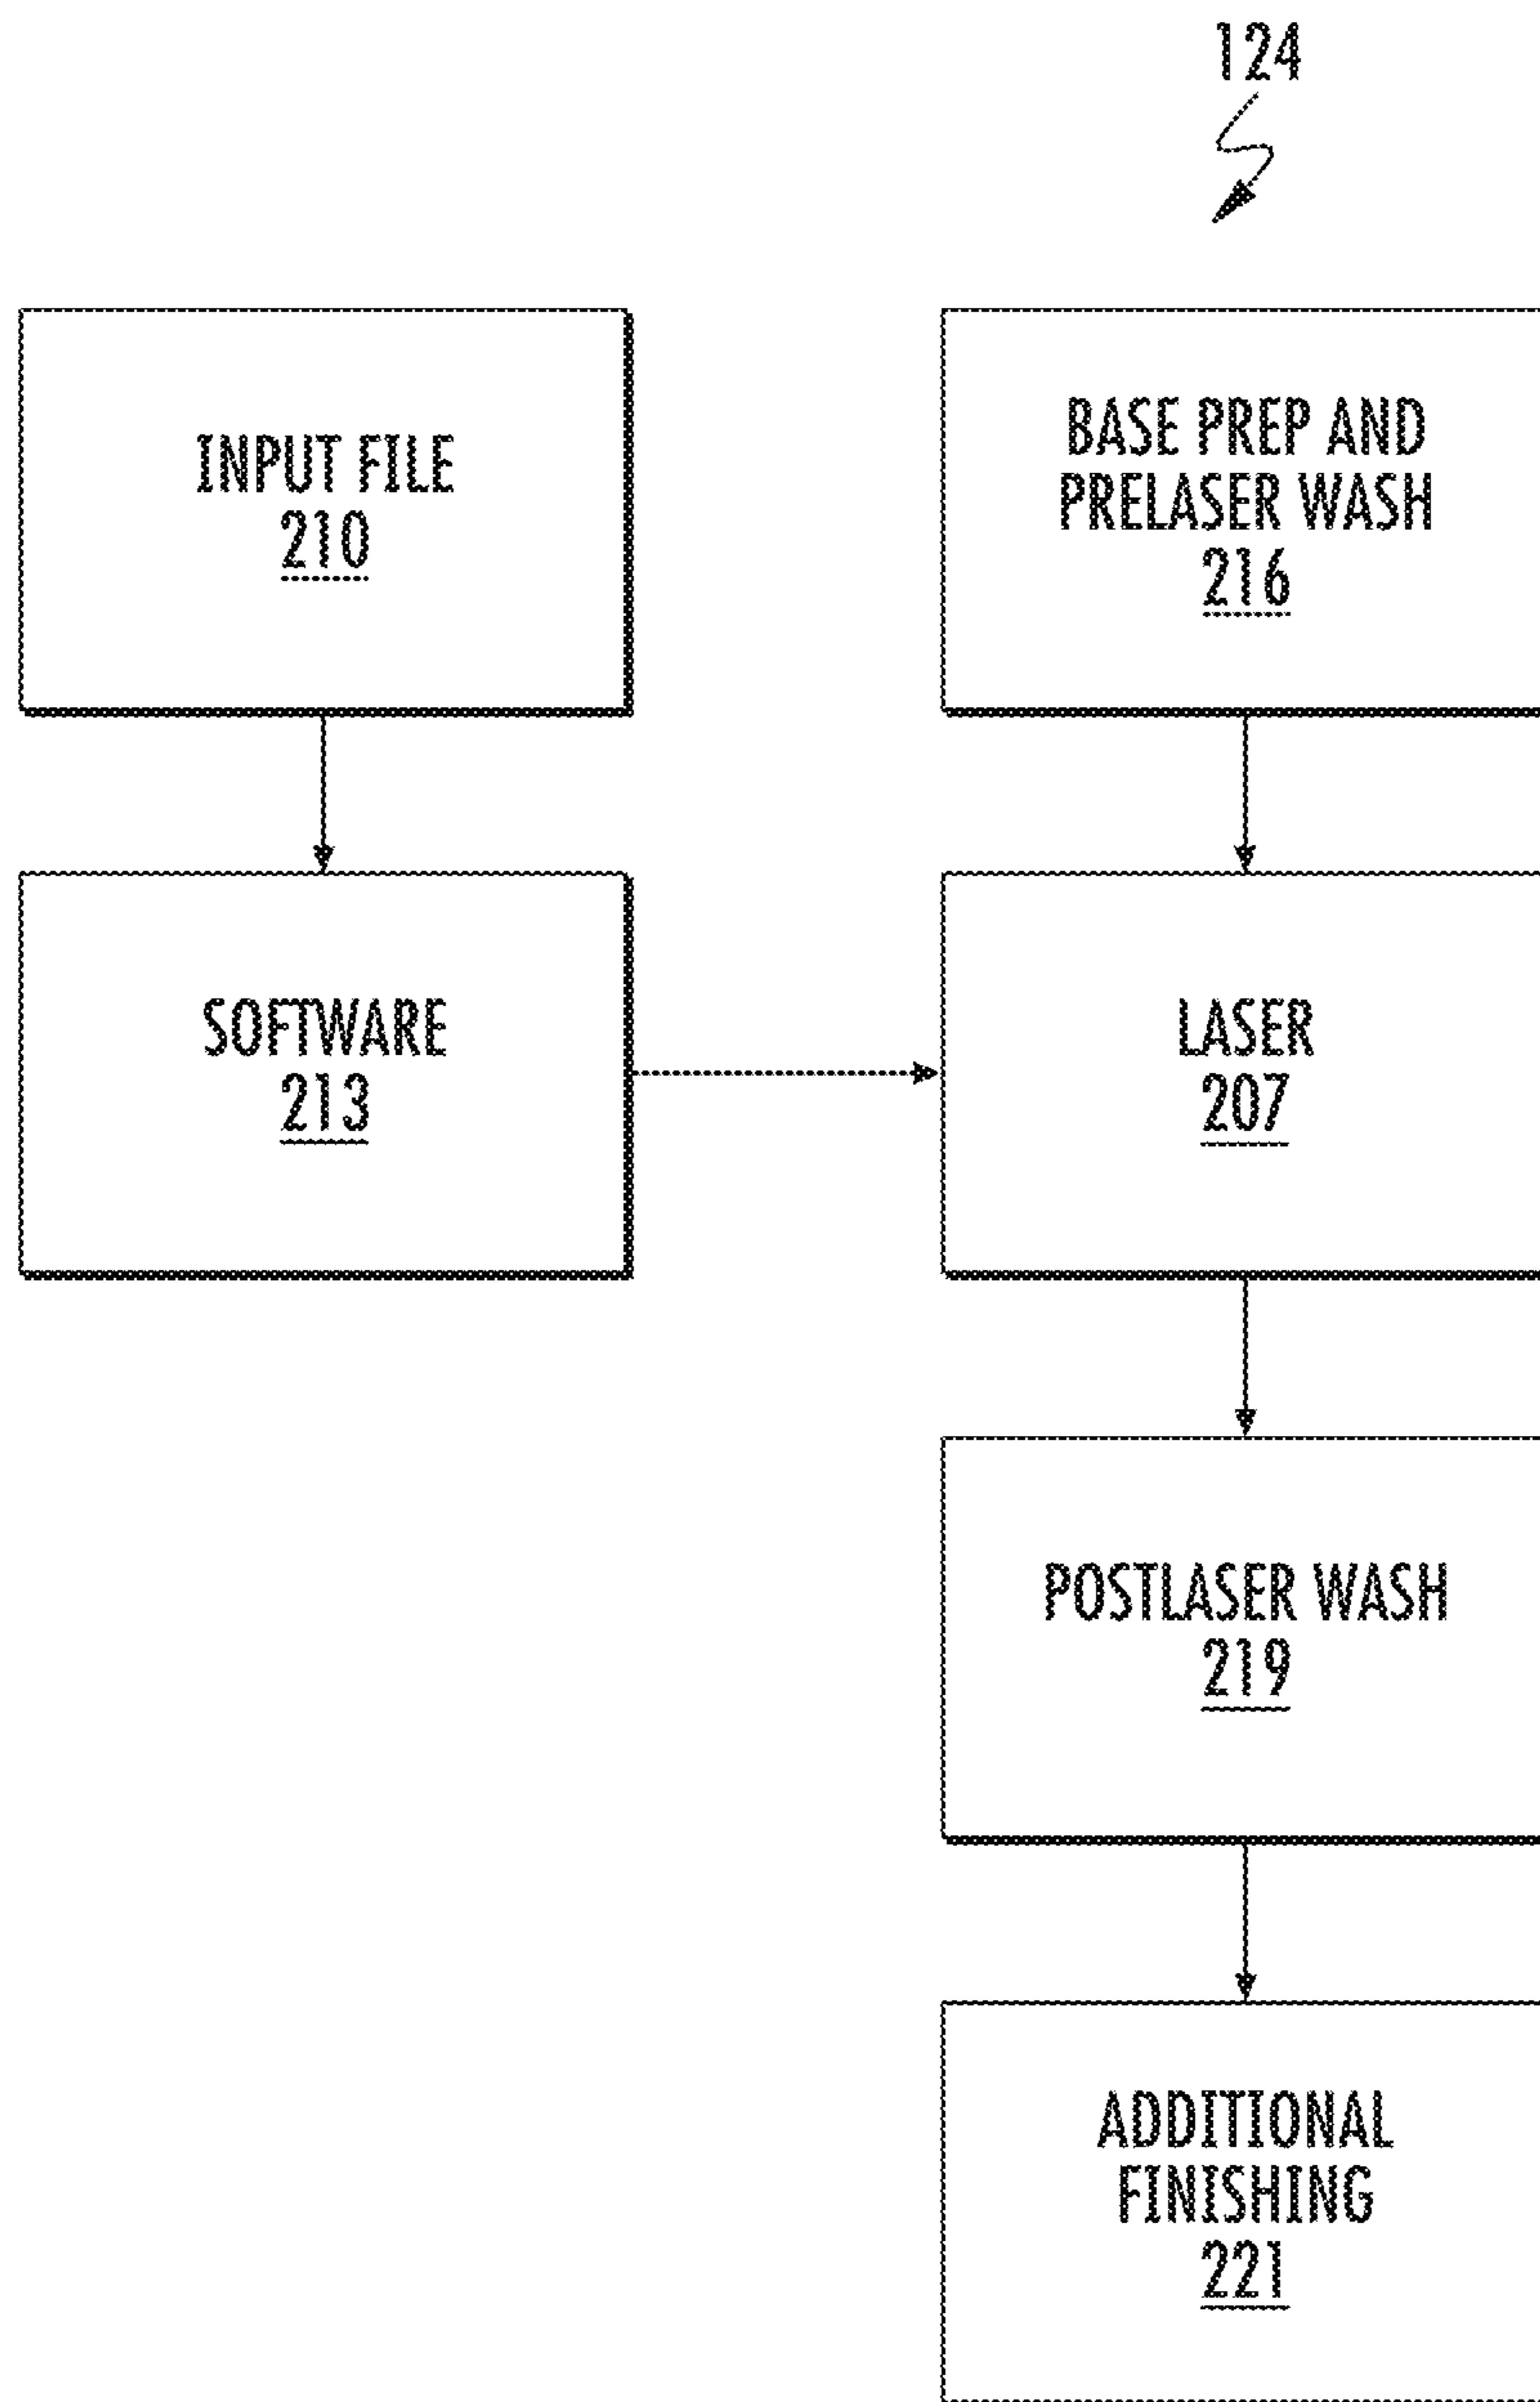 124
INPUT FILE
210
BASE PREP AND
PRELASER WASH
216
SOFTWARE
213
LASER
207
POSTLASER WASH
219
ADDITIONAL
FINISHING
221